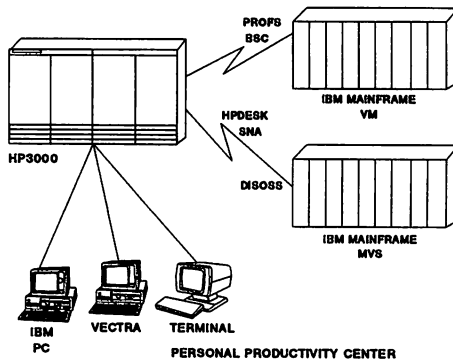 PROFS
BSC
IBM MAINFRAME
VM
HPDESK
SNA
HP3000
DISOSS
IBM MAINFRAME
MVS
IBM
PC
VECTRA
TERMINAL
PERSONAL PRODUCTIVITY CENTER